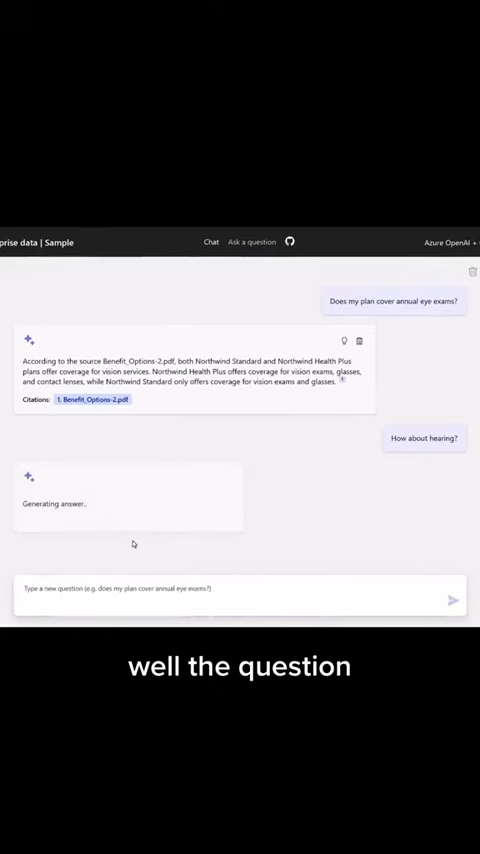 prise data | Sample
Chat
Ask a question
Azure OpenAI +
Does my plan cover annual eye exams?
According to the source Benefit_Options-2.pdf, both Northwind Standard and Northwind Health Plus
plans offer coverage for vision services. Northwind Health Plus offers coverage for vision exams, glasses,
and contact lenses, while Northwind Standard only offers coverage for vision exams and glasses. 1
Citations: 1. Benefit_Options-2.pdf
How about hearing?
Generating answer..
Type a new question (e.g. does my plan cover annual eye exams?)
well the question